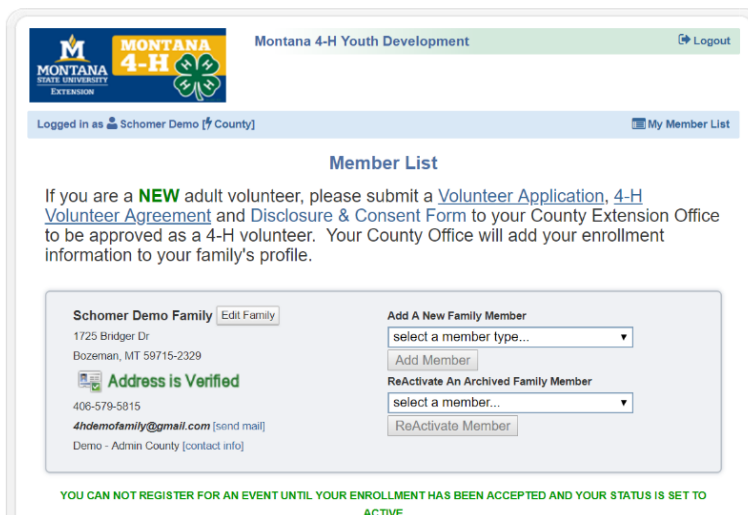 MONTANA
STATE UNIVERSITY
EXTENSION
MONTANA
4-H
H H H H
Montana 4-H Youth Development
Logout
Logged in as Schomer Demo [County]
My Member List
Member List
If you are a NEW adult volunteer, please submit a Volunteer Application, 4-H
Volunteer Agreement and Disclosure & Consent Form to your County Extension Office
to be approved as a 4-H volunteer. Your County Office will add your enrollment
information to your family's profile.
Schomer Demo Family Edit Family
1725 Bridger Dr
Bozeman, MT 59715-2329
Address is Verified
406-579-5815
4hdemofamily@gmail.com [send mail]
Demo - Admin County [contact info]
Add A New Family Member
select a member type...
Add Member
ReActivate An Archived Family Member
select a member...
ReActivate Member
YOU CAN NOT REGISTER FOR AN EVENT UNTIL YOUR ENROLLMENT HAS BEEN ACCEPTED AND YOUR STATUS IS SET TO
ACTIVE